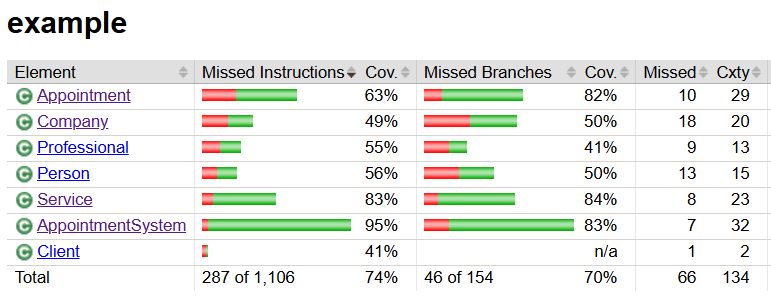 example
Element Missed Instructions Cov. Missed Branches Cov. Missed Cxty
C Appointment 63% 82% 10 29
C Company 49% 50% 18 20
C Professional 55% 41% 9 13
C Person 56% 50% 13 15
C Service 83% 84% 8 23
C AppointmentSystem 95% 83% 7 32
C Client 41% n/a 1 2
Total 287 of 1,106 74% 46 of 154 70% 66 134